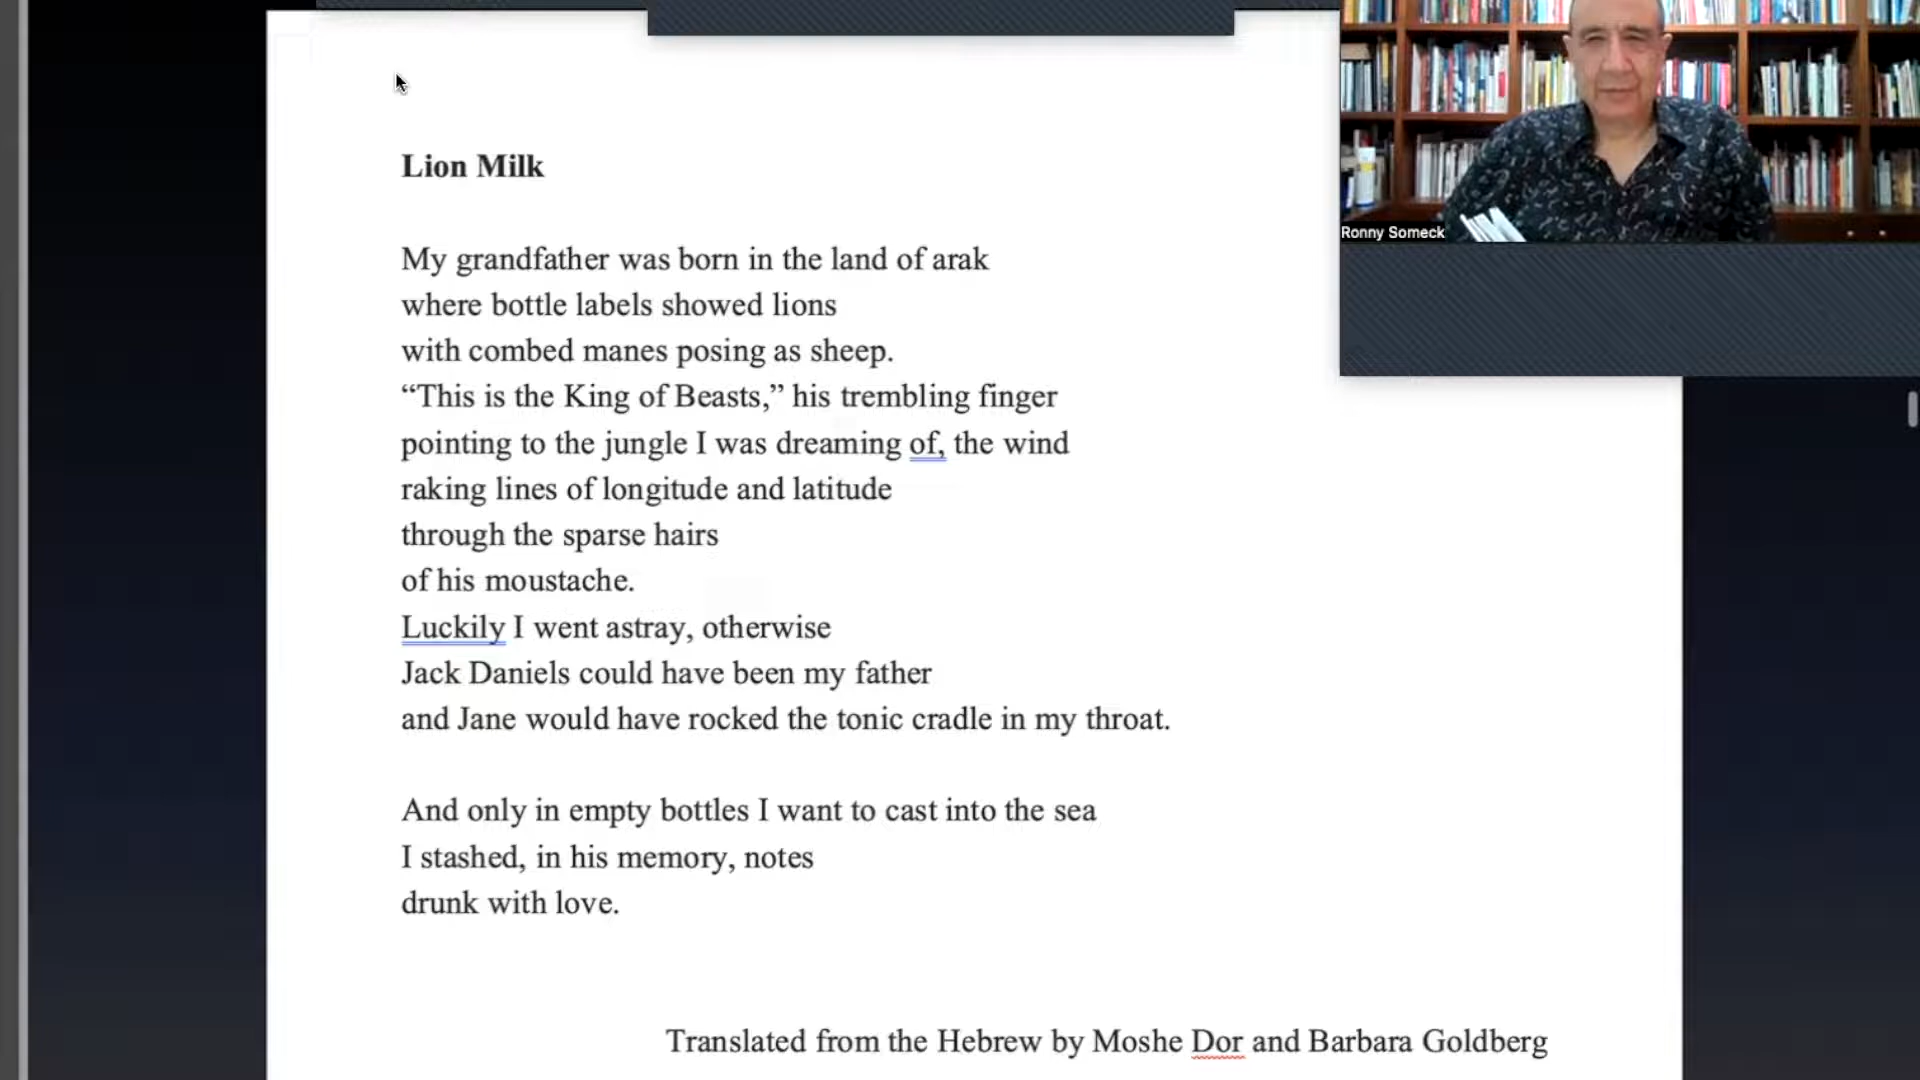 Lion Milk
My grandfather was born in the land of arak
where bottle labels showed lions
with combed manes posing as sheep.
“This is the King of Beasts,” his trembling finger
pointing to the jungle I was dreaming of, the wind
raking lines of longitude and latitude
through the sparse hairs
of his moustache.
Luckily I went astray, otherwise
Jack Daniels could have been my father
and Jane would have rocked the tonic cradle in my throat.
And only in empty bottles I want to cast into the sea
I stashed, in his memory, notes
drunk with love.
Translated from the Hebrew by Moshe Dor and Barbara Goldberg
Ronny Someck